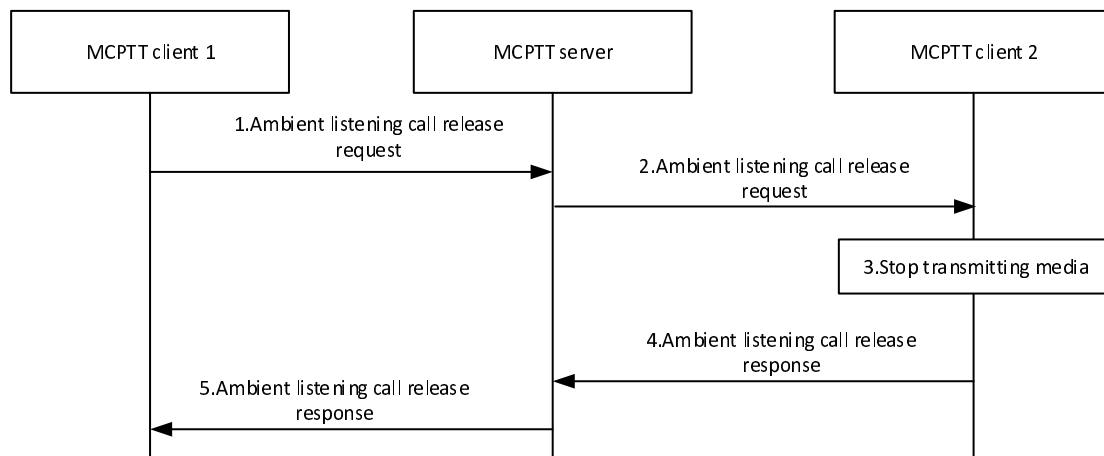 MCPTT client 1
MCPTT server
MCPTT client 2
1.Ambient listening call release
request
2.Ambient listening call release
request
3.Stop transmitting media
4.Ambient listening call release
response
5.Ambient listening call release
response